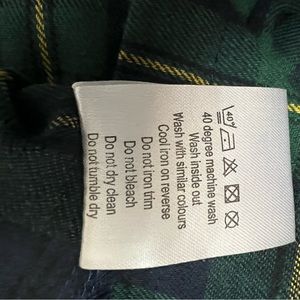 40°
40 degree machine wash
Wash inside out
Wash with similar colours
Cool iron on reverse
Do not iron trim
Do not bleach
Do not dry clean
Do not tumble dry